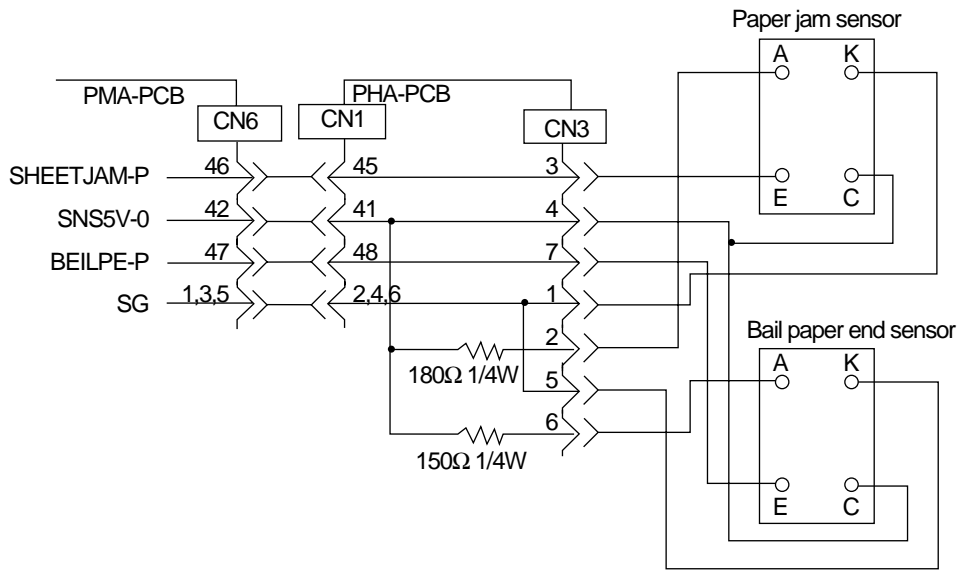 Paper jam sensor
A K
E C
PMA-PCB
PHA-PCB
CN6
CN1
CN3
SHEETJAM-P 46 45 3
SNS5V-0 42 41 4
BEILPE-P 47 48 7
SG 1,3,5 2,4,6 1
2
180Ω 1/4W
5
6
150Ω 1/4W
Bail paper end sensor
A K
E C